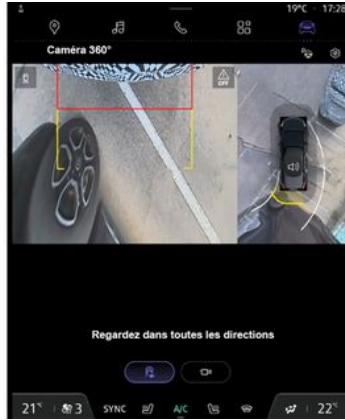 19°C 17:28
Caméra 360°
OFF
Regardez dans toutes les directions
21° 3 SYNC A/C 22°